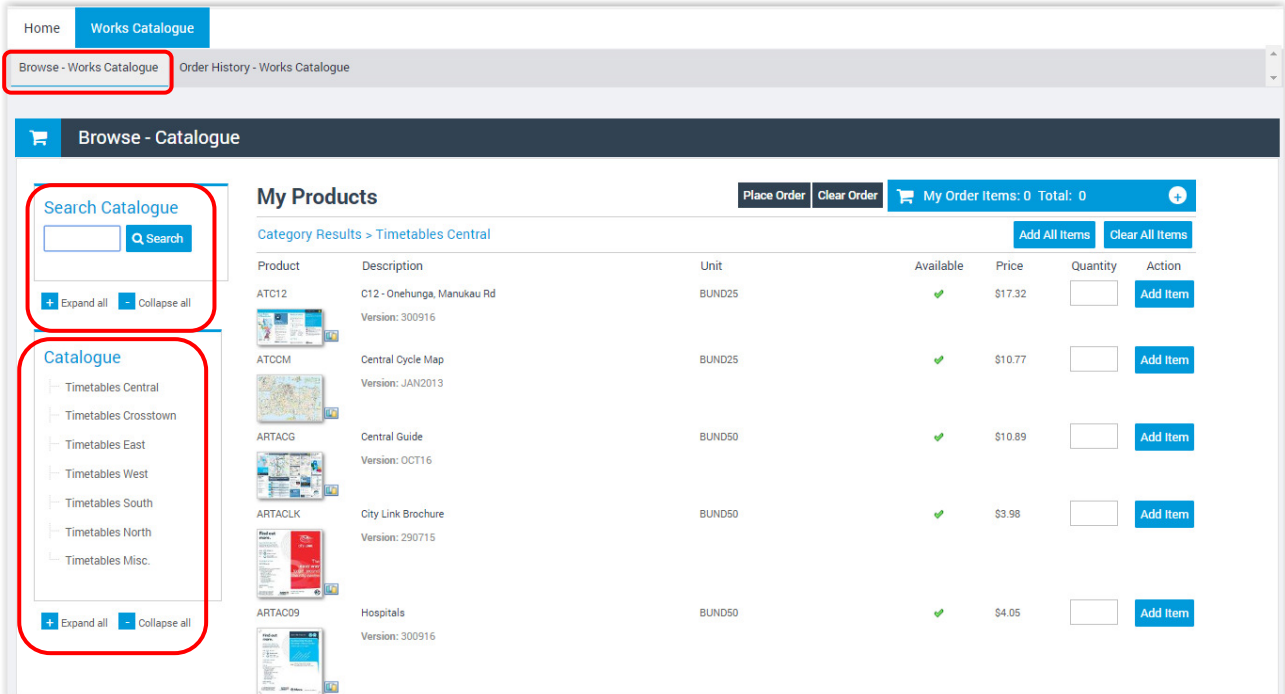 Home Works Catalogue
Browse - Works Catalogue Order History - Works Catalogue
Browse - Catalogue
Search Catalogue
Search
+ Expand all - Collapse all
Catalogue
Timetables Central
Timetables Crosstown
Timetables East
Timetables West
Timetables South
Timetables North
Timetables Misc.
+ Expand all - Collapse all
My Products
Place Order Clear Order My Order Items: 0 Total: 0 +
Category Results > Timetables Central Add All Items Clear All Items
Product Description Unit Available Price Quantity Action
ATC12 C12 - Onehunga, Manukau Rd BUND25 $17.32 Add Item
Version: 300916
ATCCM Central Cycle Map BUND25 $10.77 Add Item
Version: JAN2013
ARTACG Central Guide BUND50 $10.89 Add Item
Version: OCT16
ARTACLK City Link Brochure BUND50 $3.98 Add Item
Version: 290715
Find out more.
ARTAC09 Hospitals BUND50 $4.05 Add Item
Version: 300916
Find out more.